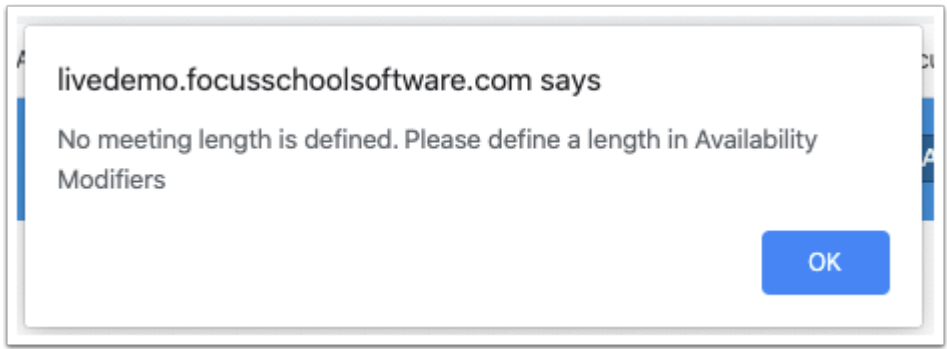 livedemo.focusschoolsoftware.com says
No meeting length is defined. Please define a length in Availability
Modifiers
OK